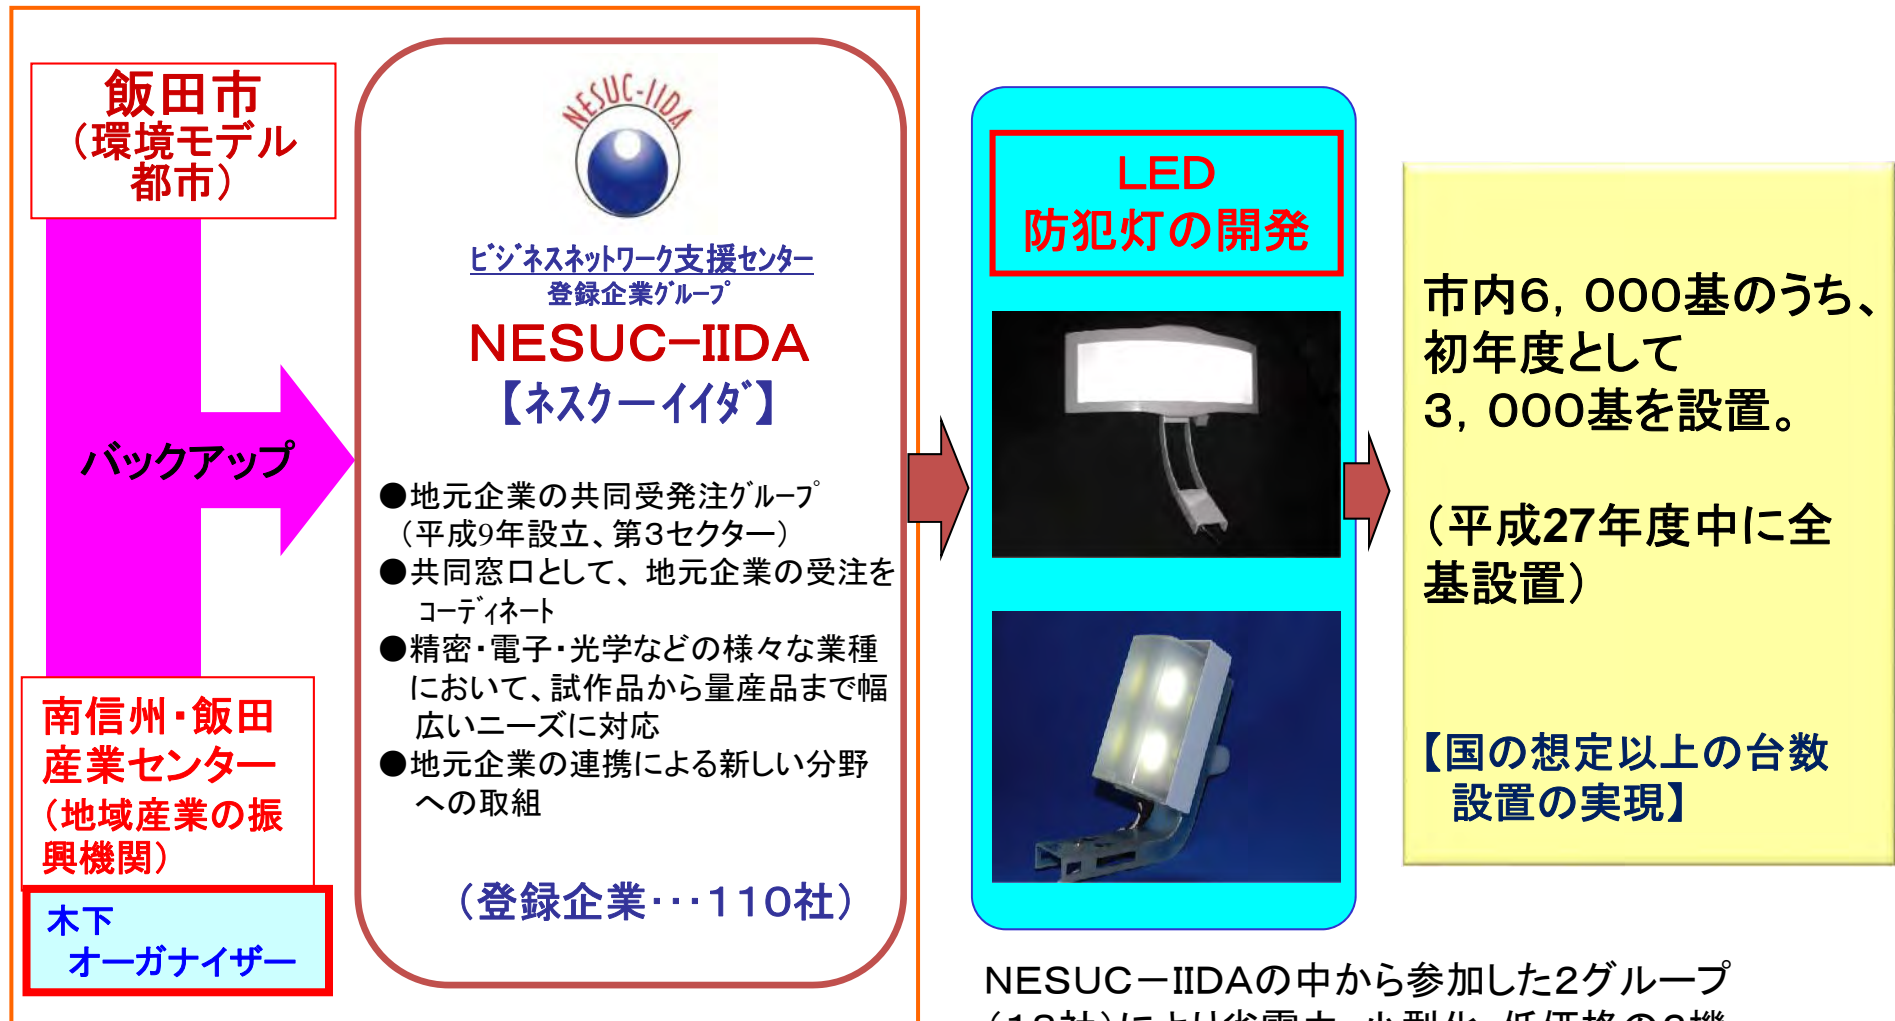 飯田市
（環境モデル
都市）
バックアップ
南信州・飯田
産業センター
（地域産業の振
興機関）
木下
オーガナイザー
NESUC-IIDA
ﾋﾞｼﾞﾈｽﾈｯﾄﾜｰｸ支援ｾﾝﾀｰ
登録企業ｸﾞﾙｰﾌﾟ
NESUC－IIDA
【ﾈｽｸーｲｲﾀﾞ】
●地元企業の共同受発注ｸﾞﾙｰﾌﾟ
（平成9年設立、第3セクター）
●共同窓口として、地元企業の受注を
ｺｰﾃﾞｨﾈｰﾄ
●精密・電子・光学などの様々な業種
において、試作品から量産品まで幅
広いニーズに対応
●地元企業の連携による新しい分野
への取組
（登録企業・・・110社）
LED
防犯灯の開発
市内6，000基のうち、
初年度として
3，000基を設置。
（平成27年度中に全
基設置）
【国の想定以上の台数
設置の実現】
NESUC－IIDAの中から参加した2グループ